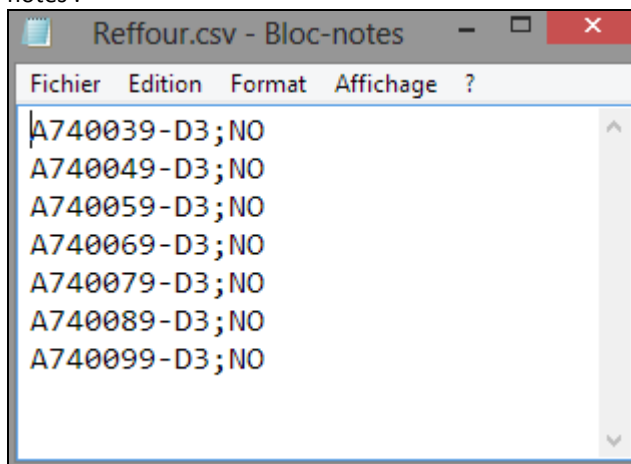 notes :
Reffour.csv - Bloc-notes
Fichier Edition Format Affichage ?
A740039-D3;NO
A740049-D3;NO
A740059-D3;NO
A740069-D3;NO
A740079-D3;NO
A740089-D3;NO
A740099-D3;NO